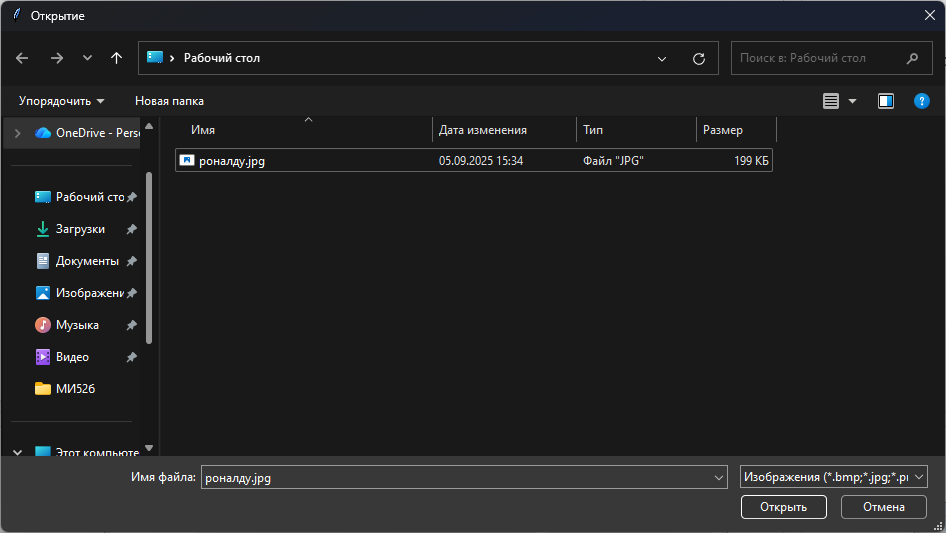 Открытие
Рабочий стол
Поиск в: Рабочий стол
Упорядочить
Новая папка
?
OneDrive - Perso
Имя
Дата изменения
Тип
Размер
роналду.jpg
05.09.2025 15:34
Файл "JPG"
199 КБ
Рабочий сто
Загрузки
Документы
Изображени
Музыка
Видео
МИ526
Этот компьюте
Имя файла:
роналду.jpg
Изображения (*.bmp;*.jpg;*.pr
Открыть
Отмена